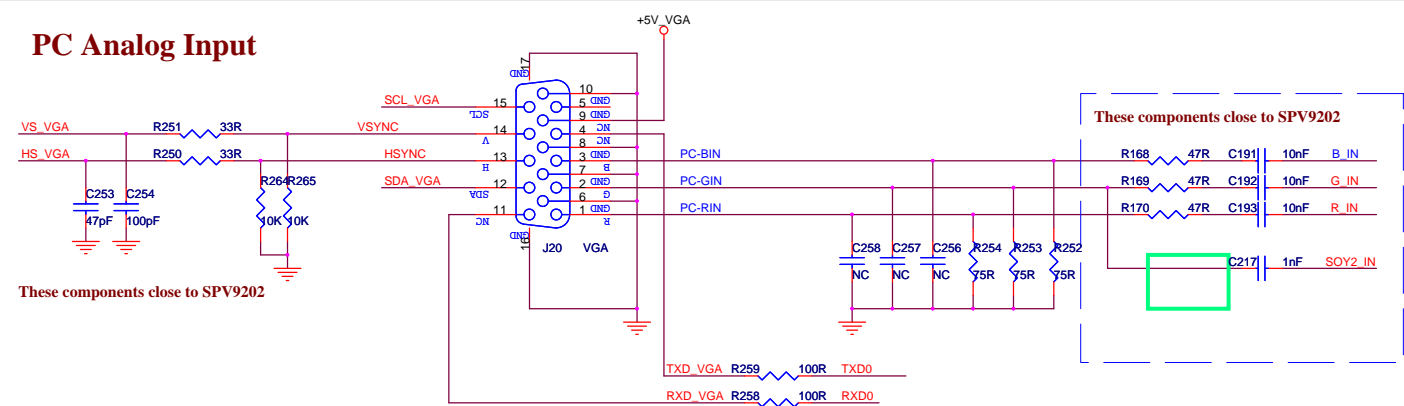 PC Analog Input
+5V_VGA
17
GND
10
SCL_VGA
15
SCL
5
GND
9
VS_VGA
R251
33R
VSYNC
14
V
4
NC
8
NC
These components close to SPV9202
HS_VGA
R250
33R
HSYNC
13
H
3
GND
7
B
PC-BIN
R168
47R
C191
10nF
B_IN
SDA_VGA
12
SDA
2
GND
6
G
PC-GIN
R169
47R
C192
10nF
G_IN
11
NC
1
GND
R
PC-RIN
R170
47R
C193
10nF
R_IN
C253
47pF
C254
100pF
R264
10K
R265
10K
16
GND
J20
VGA
C258
NC
C257
NC
C256
NC
R254
75R
R253
75R
R252
75R
C217
1nF
SOY2_IN
These components close to SPV9202
TXD_VGA
R259
100R
TXD0
RXD_VGA
R258
100R
RXD0